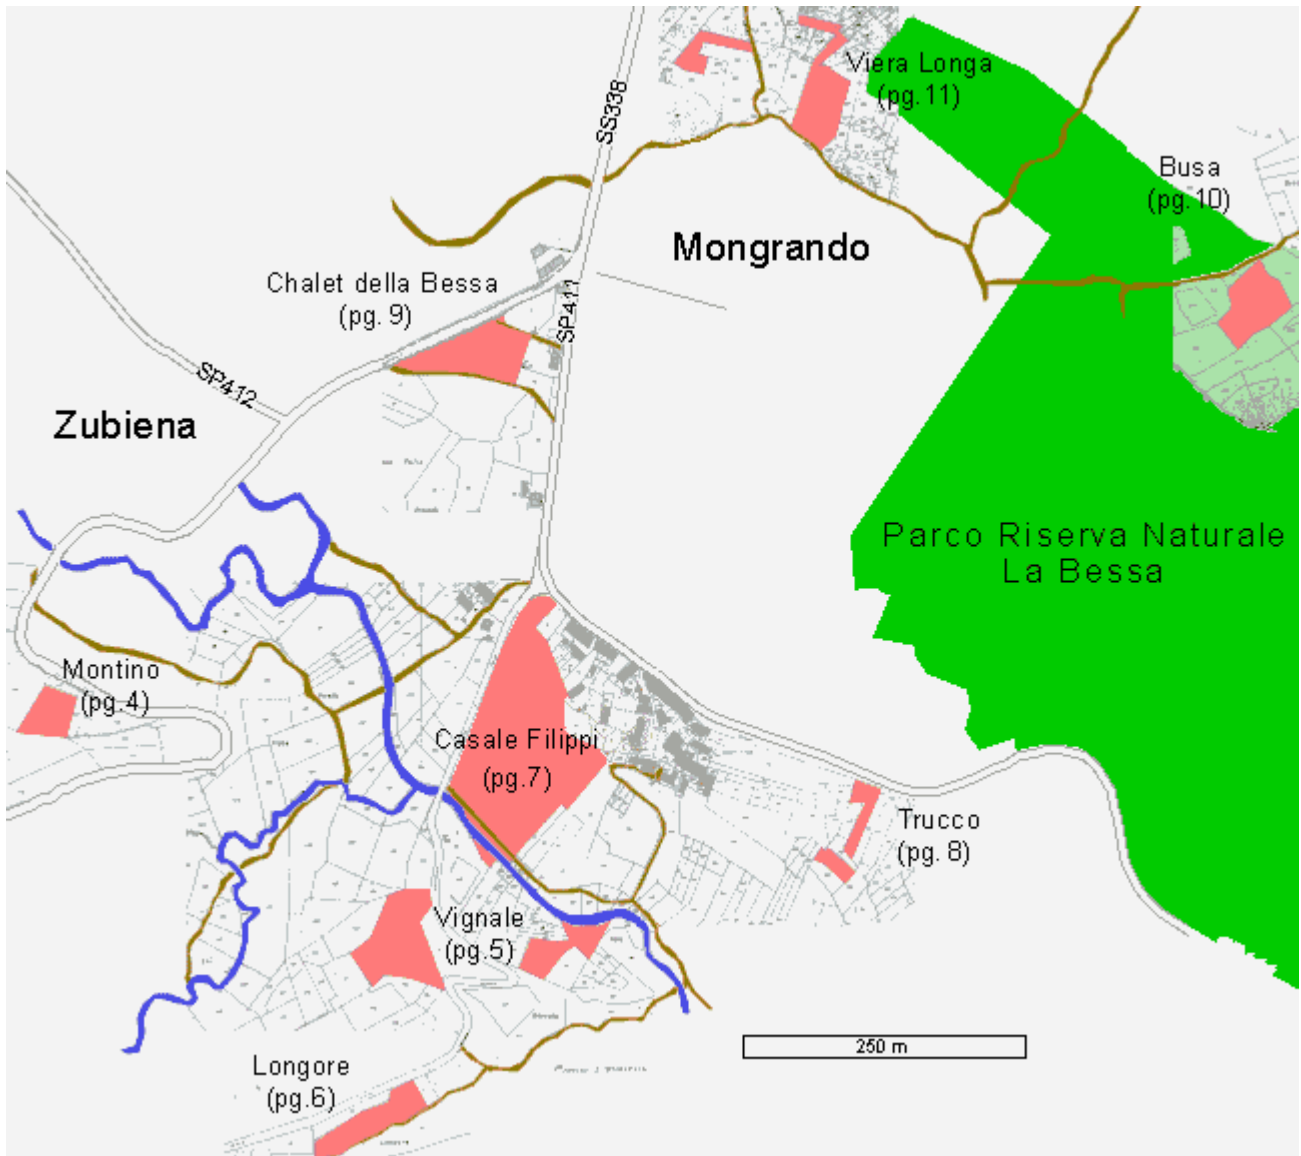 Viera Longa
(pg.11)
SS338
Busa
(pg.10)
Mongrando
Chalet della Bessa
(pg. 9)
SP411
SP412
Zubiena
Parco Riserva Naturale
La Bessa
Montino
(pg.4)
Casale Filippi
(pg.7)
Trucco
(pg. 8)
Vignale
(pg.5)
250 m
Longore
(pg.6)